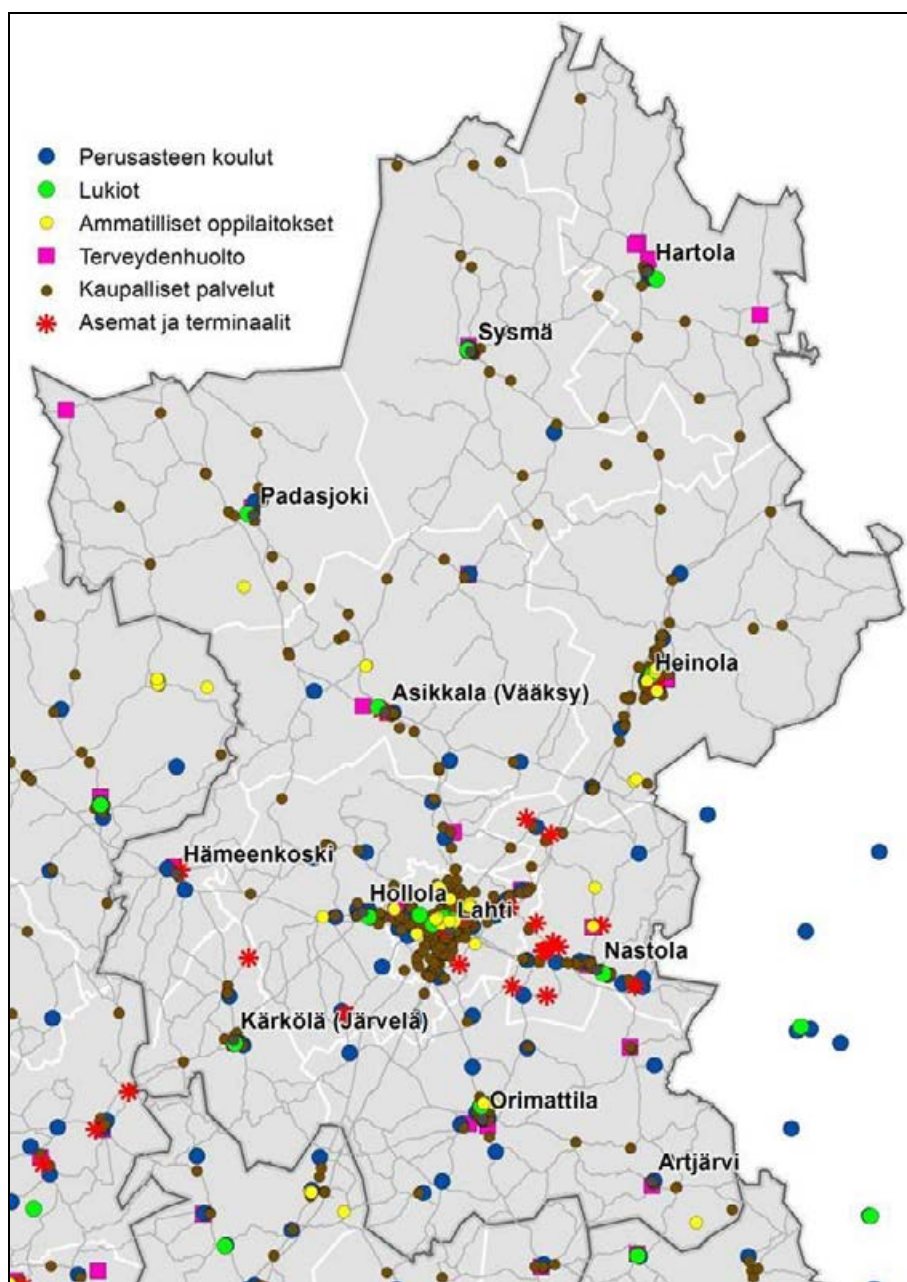 Perusasteen koulut
Lukiot
Ammatilliset oppilaitokset
Terveydenhuolto
Kaupalliset palvelut
Asemat ja terminaalit
Hartola
Sysmä
Padasjoki
Heinola
Asikkala (Vääksy)
Hämeenkoski
Hollola
Lahti
Nastola
Kärkölä (Järvelä)
Orimattila
Artjärvi